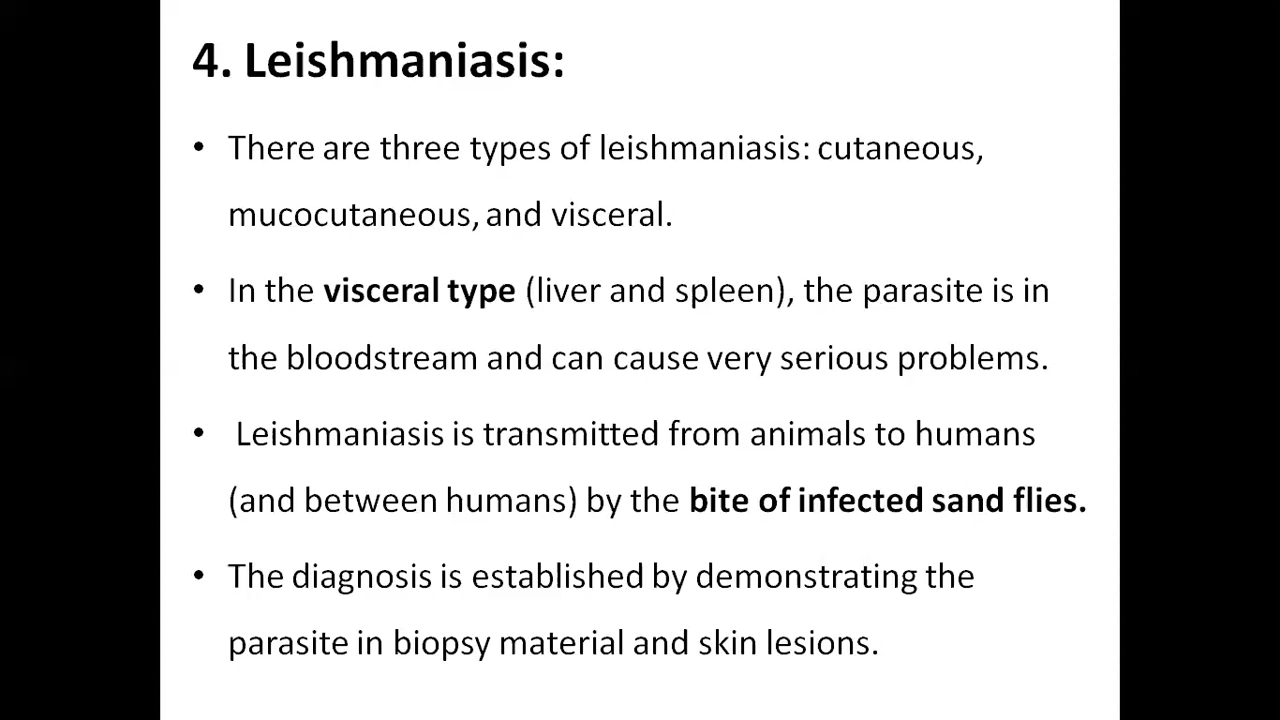 4. Leishmaniasis:
• There are three types of leishmaniasis: cutaneous,
mucocutaneous, and visceral.
• In the visceral type (liver and spleen), the parasite is in
the bloodstream and can cause very serious problems.
• Leishmaniasis is transmitted from animals to humans
(and between humans) by the bite of infected sand flies.
• The diagnosis is established by demonstrating the
parasite in biopsy material and skin lesions.